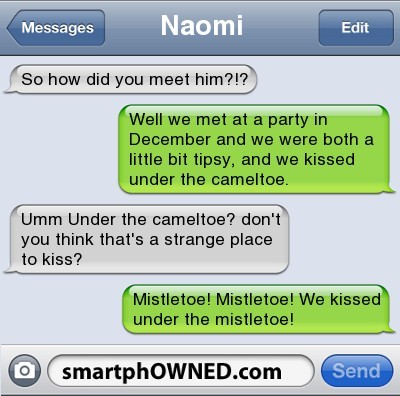 Messages
Naomi
Edit
So how did you meet him?!?
Well we met at a party in
December and we were both a
little bit tipsy, and we kissed
under the cameltoe.
Umm Under the cameltoe? don't
you think that's a strange place
to kiss?
Mistletoe! Mistletoe! We kissed
under the mistletoe!
smartphOWNED.com
Send